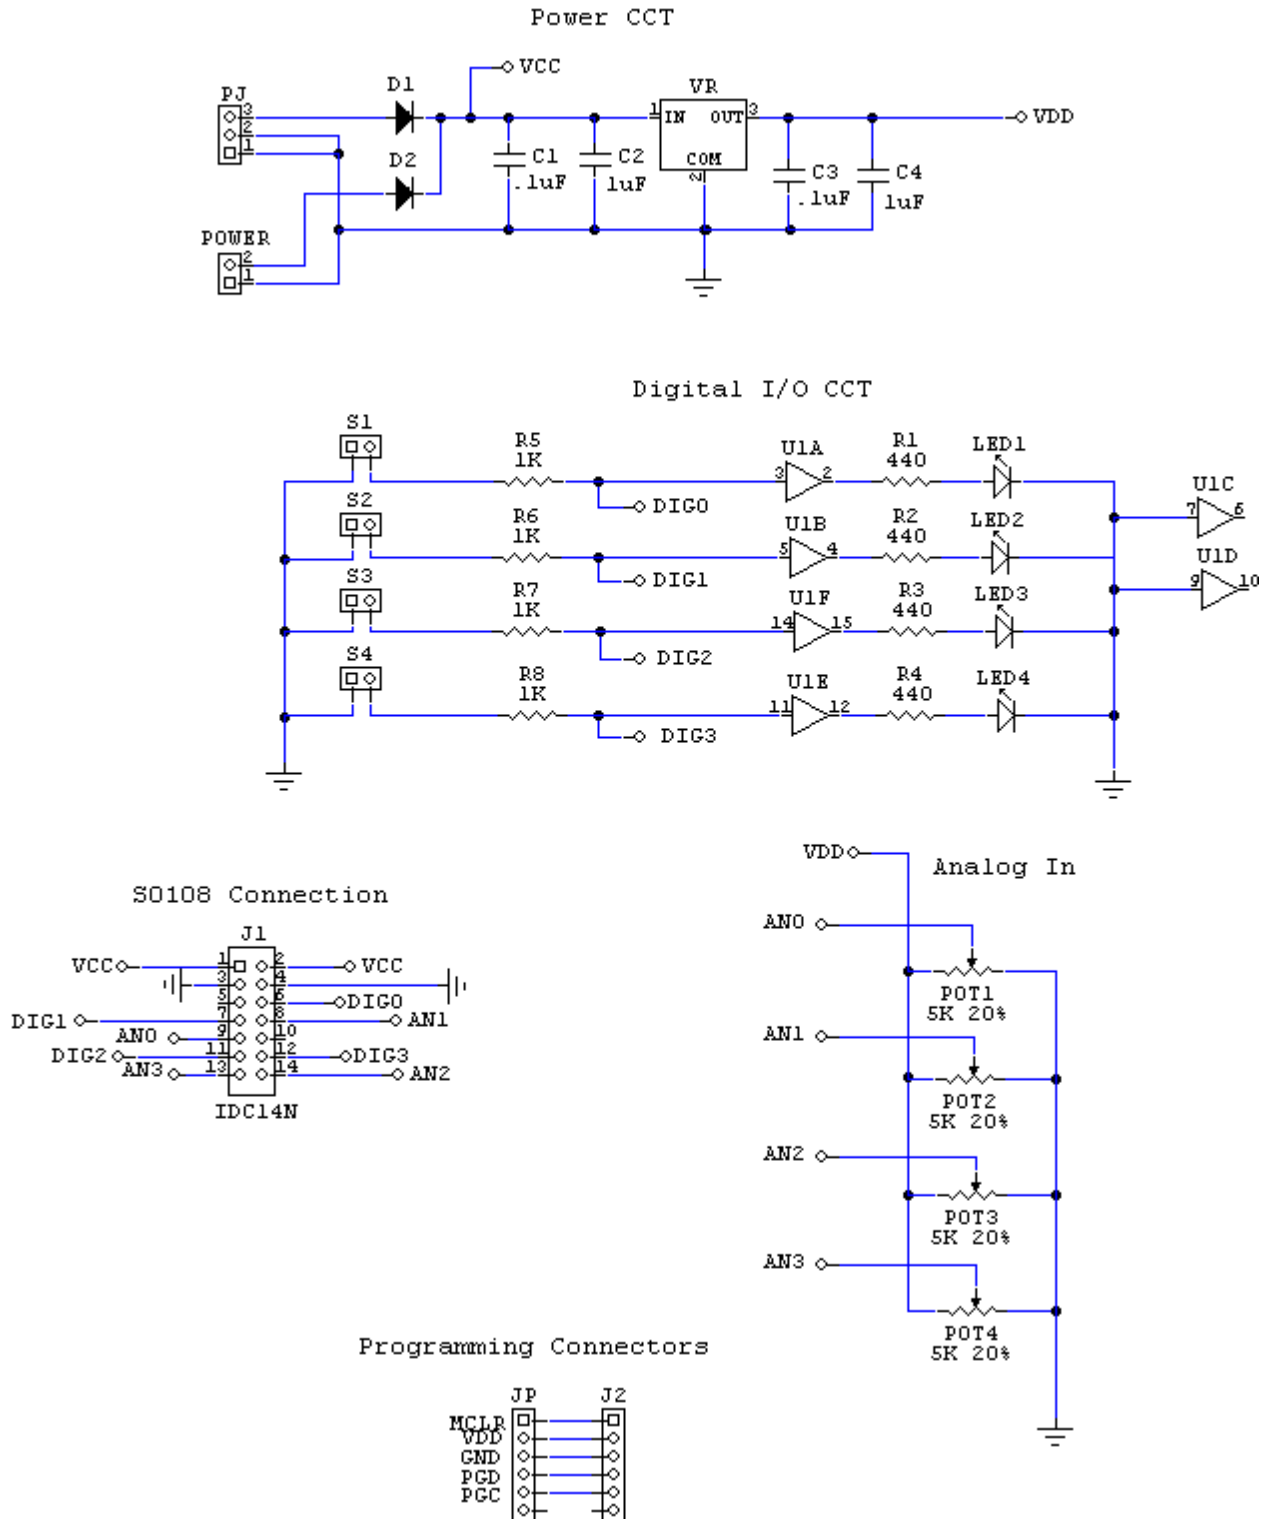 Power CCT
VCC
D1
VR
PJ
3
2
1
1 IN OUT 3
VDD
COM
2
D2
C1
.1uF
C2
1uF
C3
.1uF
C4
1uF
POWER
2
1
Digital I/O CCT
S1
R5
1K
U1A
3 2
R1
440
LED1
DIG0
U1C
7 6
S2
R6
1K
U1B
5 4
R2
440
LED2
DIG1
U1D
9 10
S3
R7
1K
U1F
14 15
R3
440
LED3
DIG2
S4
R8
1K
U1E
11 12
R4
440
LED4
DIG3
SO108 Connection
J1
VCC 1 2 VCC
3 4
5 6 DIG0
DIG1 7 8 AN1
AN0 9 10
DIG2 11 12 DIG3
AN3 13 14 AN2
IDC14N
VDD
Analog In
AN0
POT1
5K 20%
AN1
POT2
5K 20%
AN2
POT3
5K 20%
AN3
POT4
5K 20%
Programming Connectors
JP J2
MCLR
VDD
GND
PGD
PGC